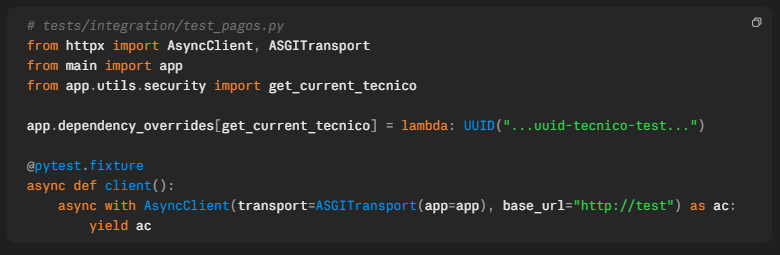 # tests/integration/test_pagos.py
from httpx import AsyncClient, ASGITransport
from main import app
from app.utils.security import get_current_tecnico

app.dependency_overrides[get_current_tecnico] = lambda: UUID("...uuid-tecnico-test...")

@pytest.fixture
async def client():
    async with AsyncClient(transport=ASGITransport(app=app), base_url="http://test") as ac:
        yield ac